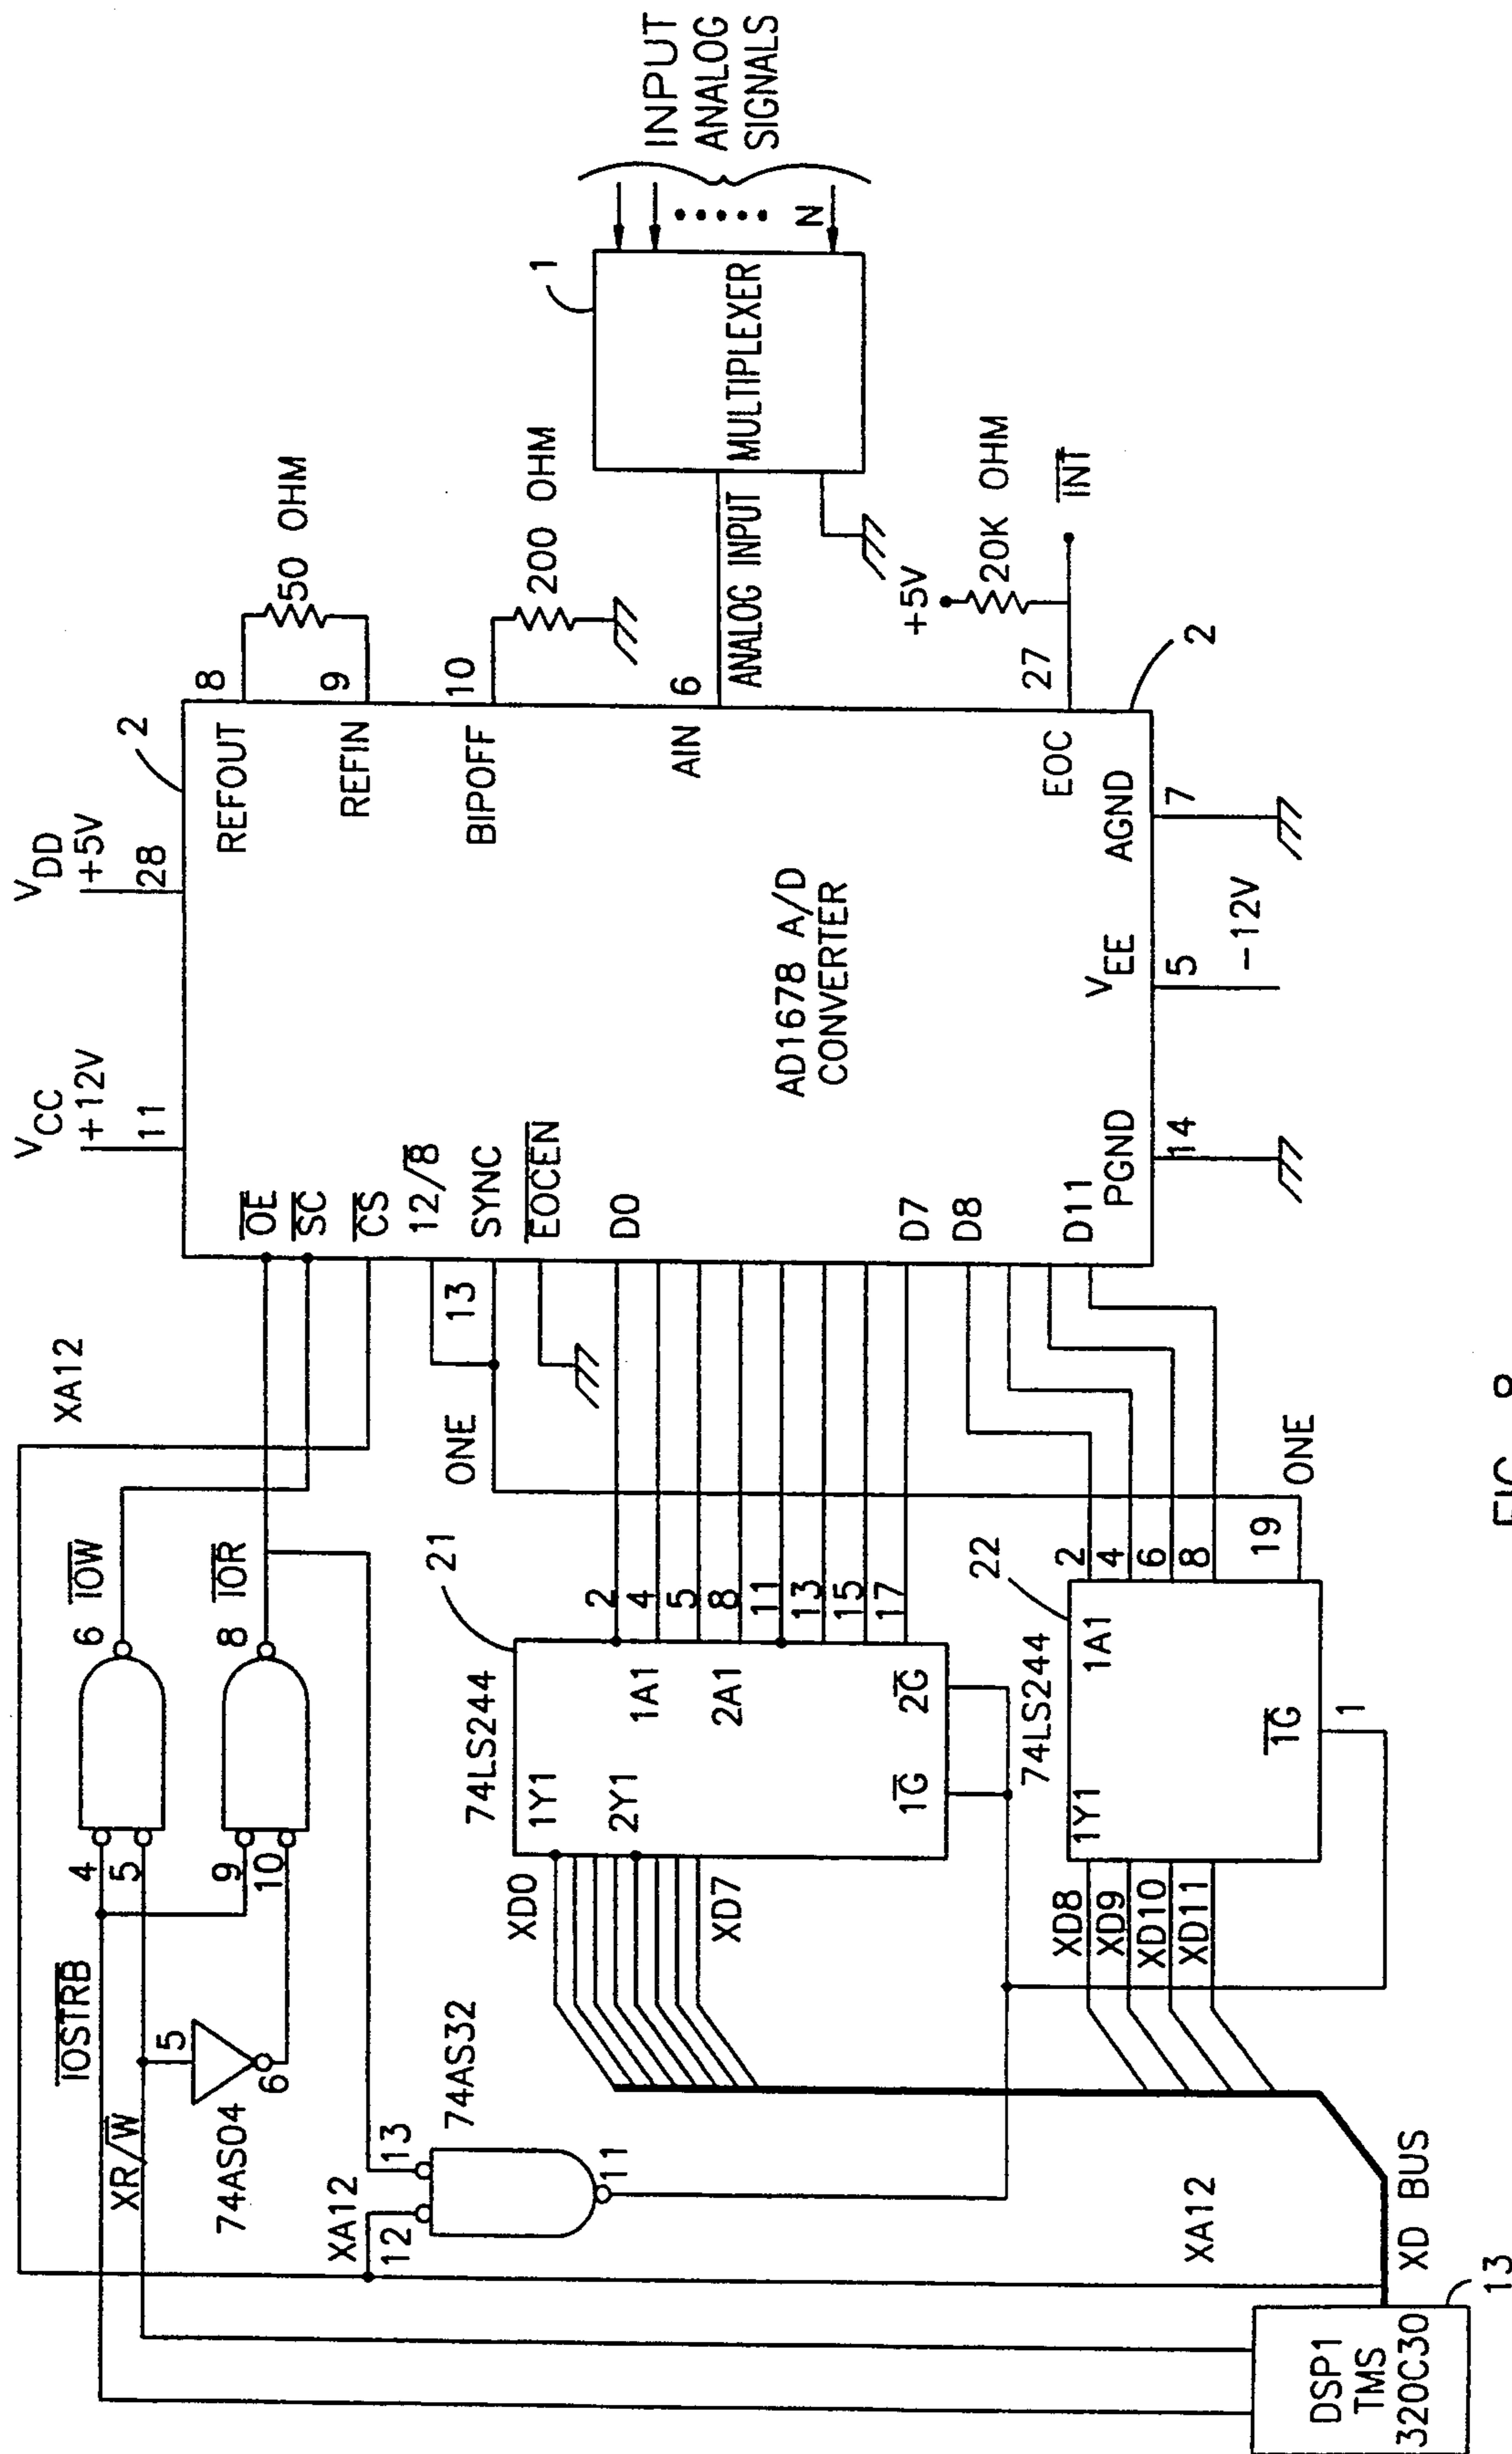 V_CC
+12V
11
V_DD
+5V
28
2
XA12
IOSTRB
XR/W
4
5
IOW
6
9
10
IOR
8
5
6
74AS04
XA12
12
13
74AS32
11
OE
SC
CS
12/8
SYNC
EOCEN
13
ONE
D0
D7
D8
D11
REFOUT
8
REFIN
9
50 OHM
BIPOFF
10
200 OHM
AIN
6
ANALOG INPUT
1
MULTIPLEXER
N
INPUT
ANALOG
SIGNALS
+5V
20K OHM
INT
EOC
27
2
AD1678 A/D
CONVERTER
PGND
14
V_EE
5
-12V
AGND
7
21
74LS244
1Y1
1A1
2Y1
2A1
1G
2G
2
4
5
8
11
13
15
17
XD0
XD7
22
74LS244
1Y1
1A1
1G
1
2
4
6
8
19
ONE
XD8
XD9
XD10
XD11
XA12
XD BUS
DSP1
TMS
320C30
13
FIG. 8